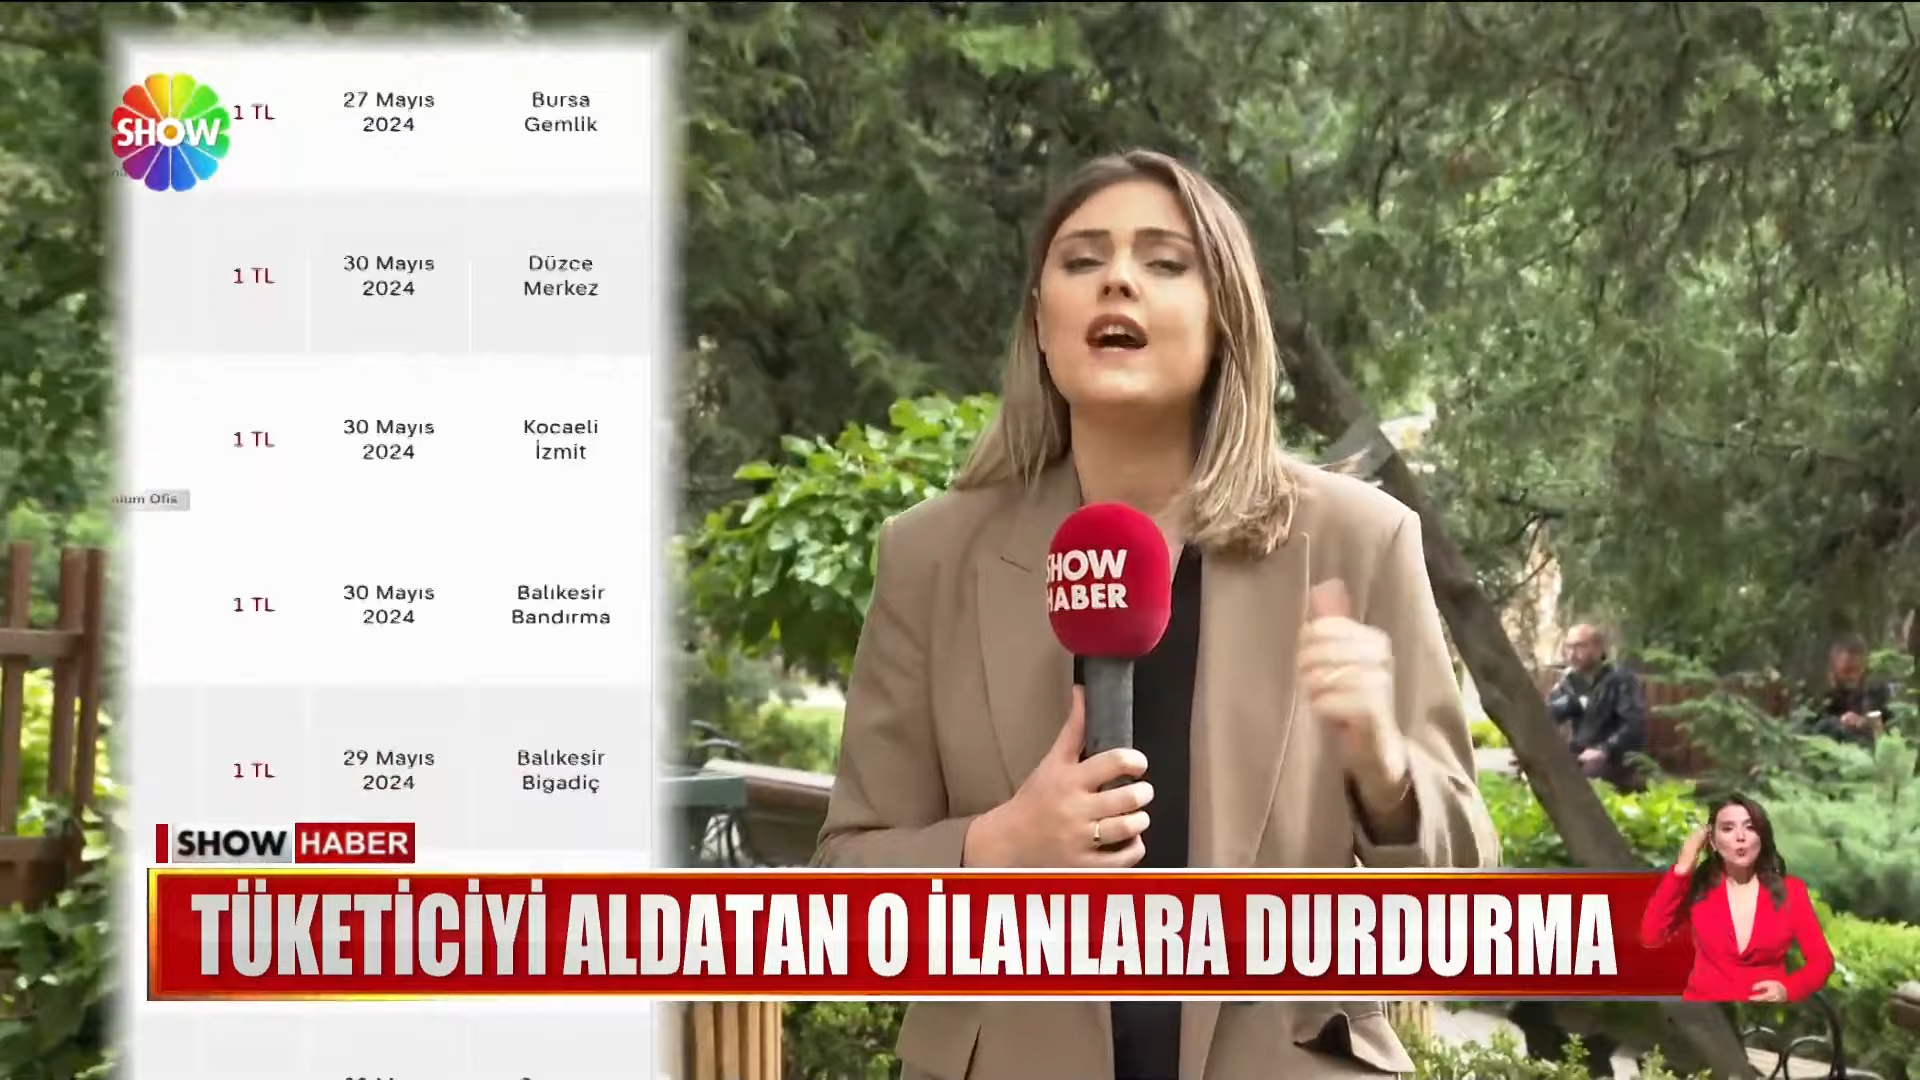 SHOW
1 TL
27 Mayıs
2024
Bursa
Gemlik
1 TL
30 Mayıs
2024
Düzce
Merkez
1 TL
30 Mayıs
2024
Kocaeli
İzmit
Ofis
1 TL
30 Mayıs
2024
Balıkesir
Bandırma
1 TL
29 Mayıs
2024
Balıkesir
Bigadiç
SHOW
HABER
SHOW HABER
TÜKETİCİYİ ALDATAN O İLANLARA DURDURMA